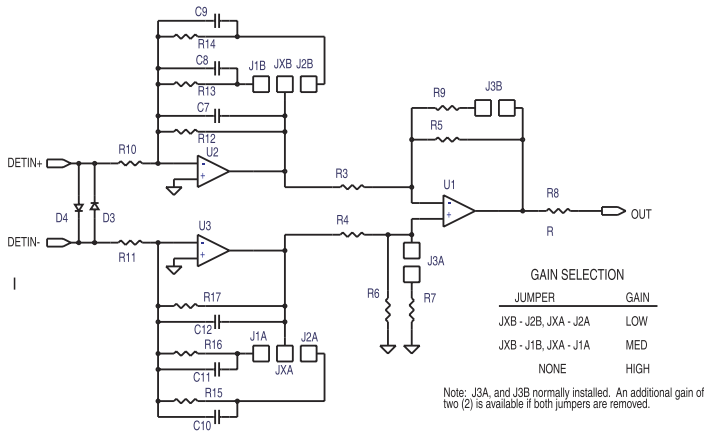 C9
R14
C8
J1B JXB J2B
R13
C7
J3B
R9
R12
R5
U2
-
+
DETIN+
R10
R3
U1
-
+
R8
OUT
R
D4
D3
R4
U3
-
+
DETIN-
R11
J3A
I
R6
R7
R17
C12
J1A
J2A
R16
JXA
C11
R15
C10
GAIN SELECTION
JUMPER GAIN
JXB - J2B, JXA - J2A LOW
JXB - J1B, JXA - J1A MED
NONE HIGH
Note: J3A, and J3B normally installed. An additional gain of
two (2) is available if both jumpers are removed.